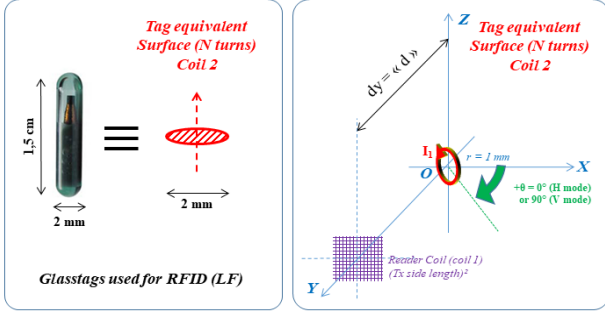 Tag equivalent
Surface (N turns)
Coil 2
1,5 cm
2 mm
2 mm
Glasstags used for RFID (LF)
Z
Tag equivalent
Surface (N turns)
Coil 2
dy = « d »
I₁
r = 1 mm
X
O
+θ = 0° (H mode)
or 90° (V mode)
Reader Coil (coil 1)
(Tx side length)²
Y